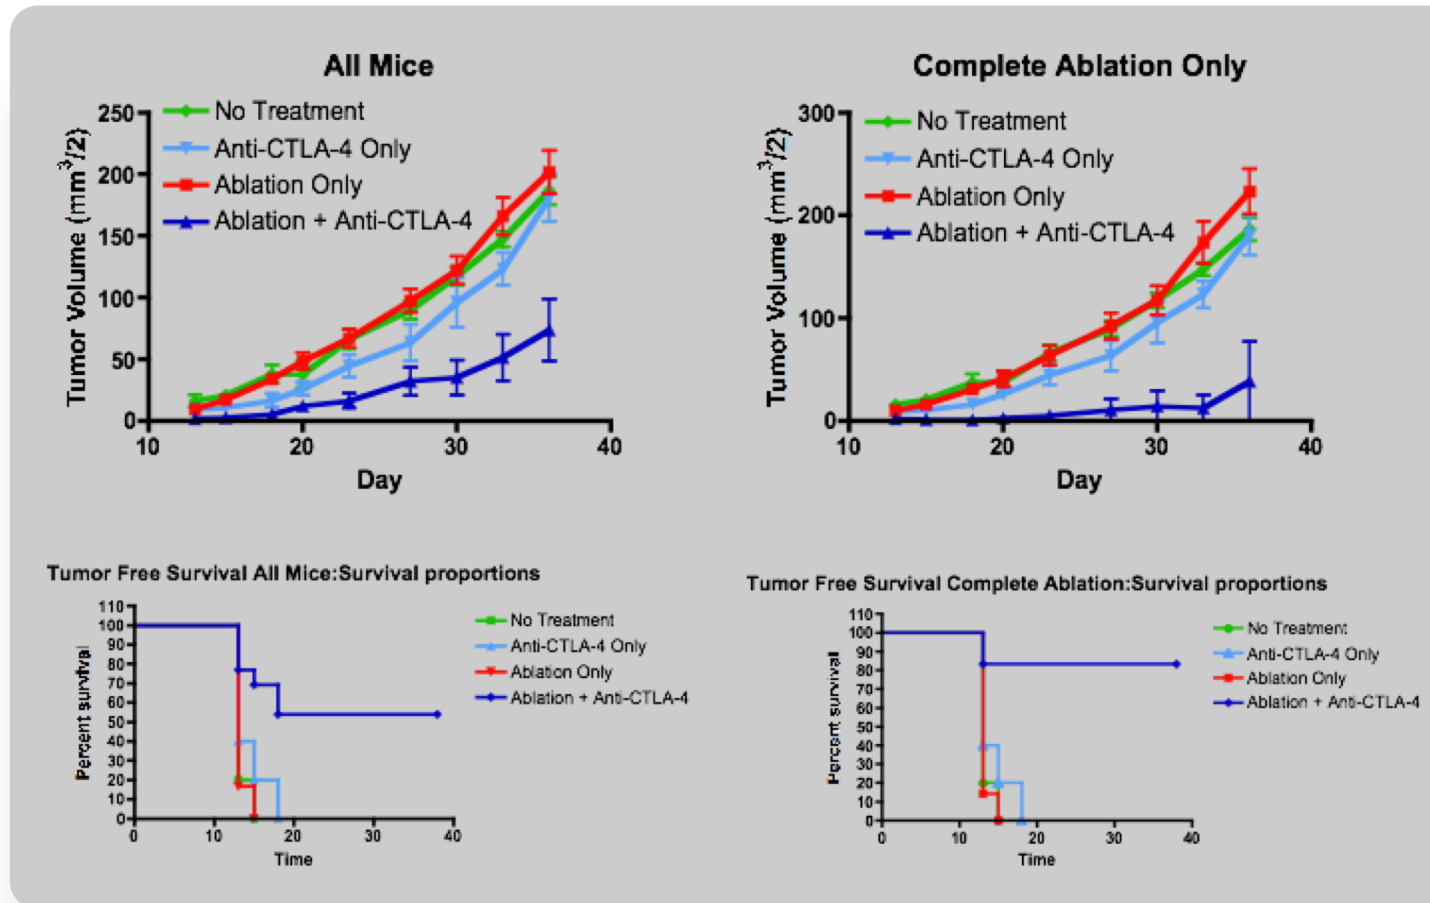 All Mice
250
200
150
100
50
0
Tumor Volume (mm3/2)
No Treatment
Anti-CTLA-4 Only
Ablation Only
Ablation + Anti-CTLA-4
10 20 30 40
Day
Complete Ablation Only
300
200
100
0
Tumor Volume (mm3/2)
No Treatment
Anti-CTLA-4 Only
Ablation Only
Ablation + Anti-CTLA-4
10 20 30 40
Day
Tumor Free Survival All Mice:Survival proportions
110
100
90
80
70
60
50
40
30
20
10
0
Percent survival
No Treatment
Anti-CTLA-4 Only
Ablation Only
Ablation + Anti-CTLA-4
0 10 20 30 40
Time
Tumor Free Survival Complete Ablation:Survival proportions
110
100
90
80
70
60
50
40
30
20
10
0
Percent survival
No Treatment
Anti-CTLA-4 Only
Ablation Only
Ablation + Anti-CTLA-4
0 10 20 30 40
Time